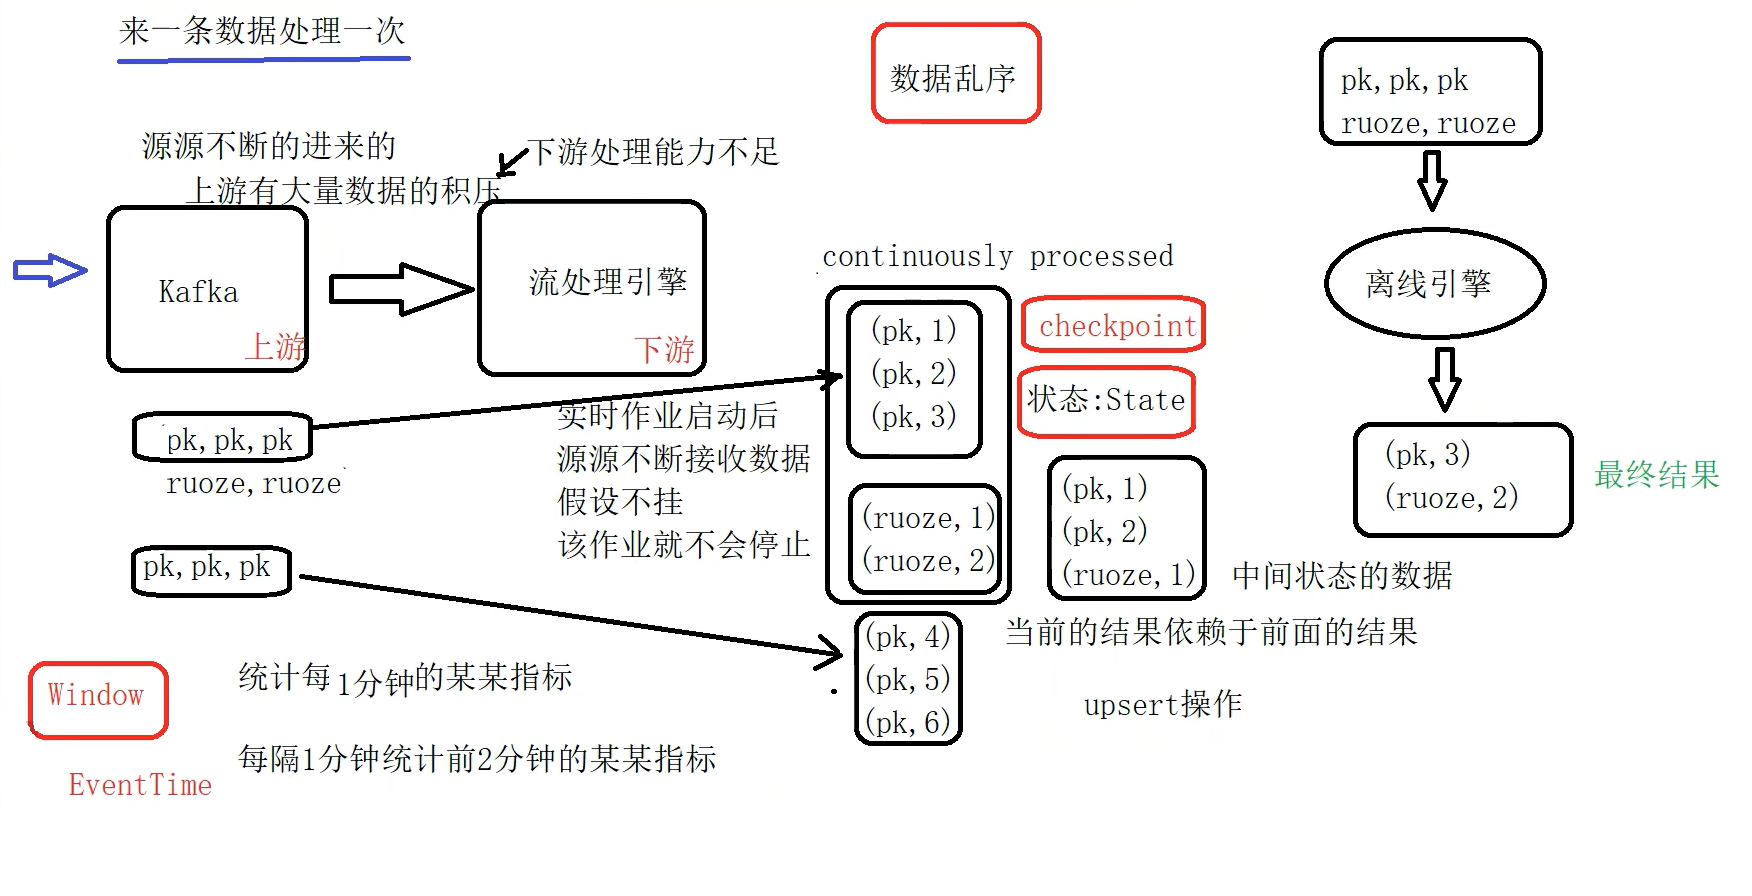 来一条数据处理一次
数据乱序
pk,pk,pk
ruoze,ruoze
源源不断的进来的
下游处理能力不足
上游有大量数据的积压
Kafka
上游
流处理引擎
下游
continuously processed
离线引擎
(pk,1)
(pk,2)
(pk,3)
checkpoint
状态:State
pk,pk,pk
ruoze,ruoze
实时作业启动后
源源不断接收数据
假设不挂
该作业就不会停止
(ruoze,1)
(ruoze,2)
(pk,1)
(pk,2)
(ruoze,1)
中间状态的数据
(pk,3)
(ruoze,2)
最终结果
pk,pk,pk
(pk,4)
(pk,5)
(pk,6)
当前的结果依赖于前面的结果
upsert操作
Window
统计每1分钟的某某指标
每隔1分钟统计前2分钟的某某指标
EventTime